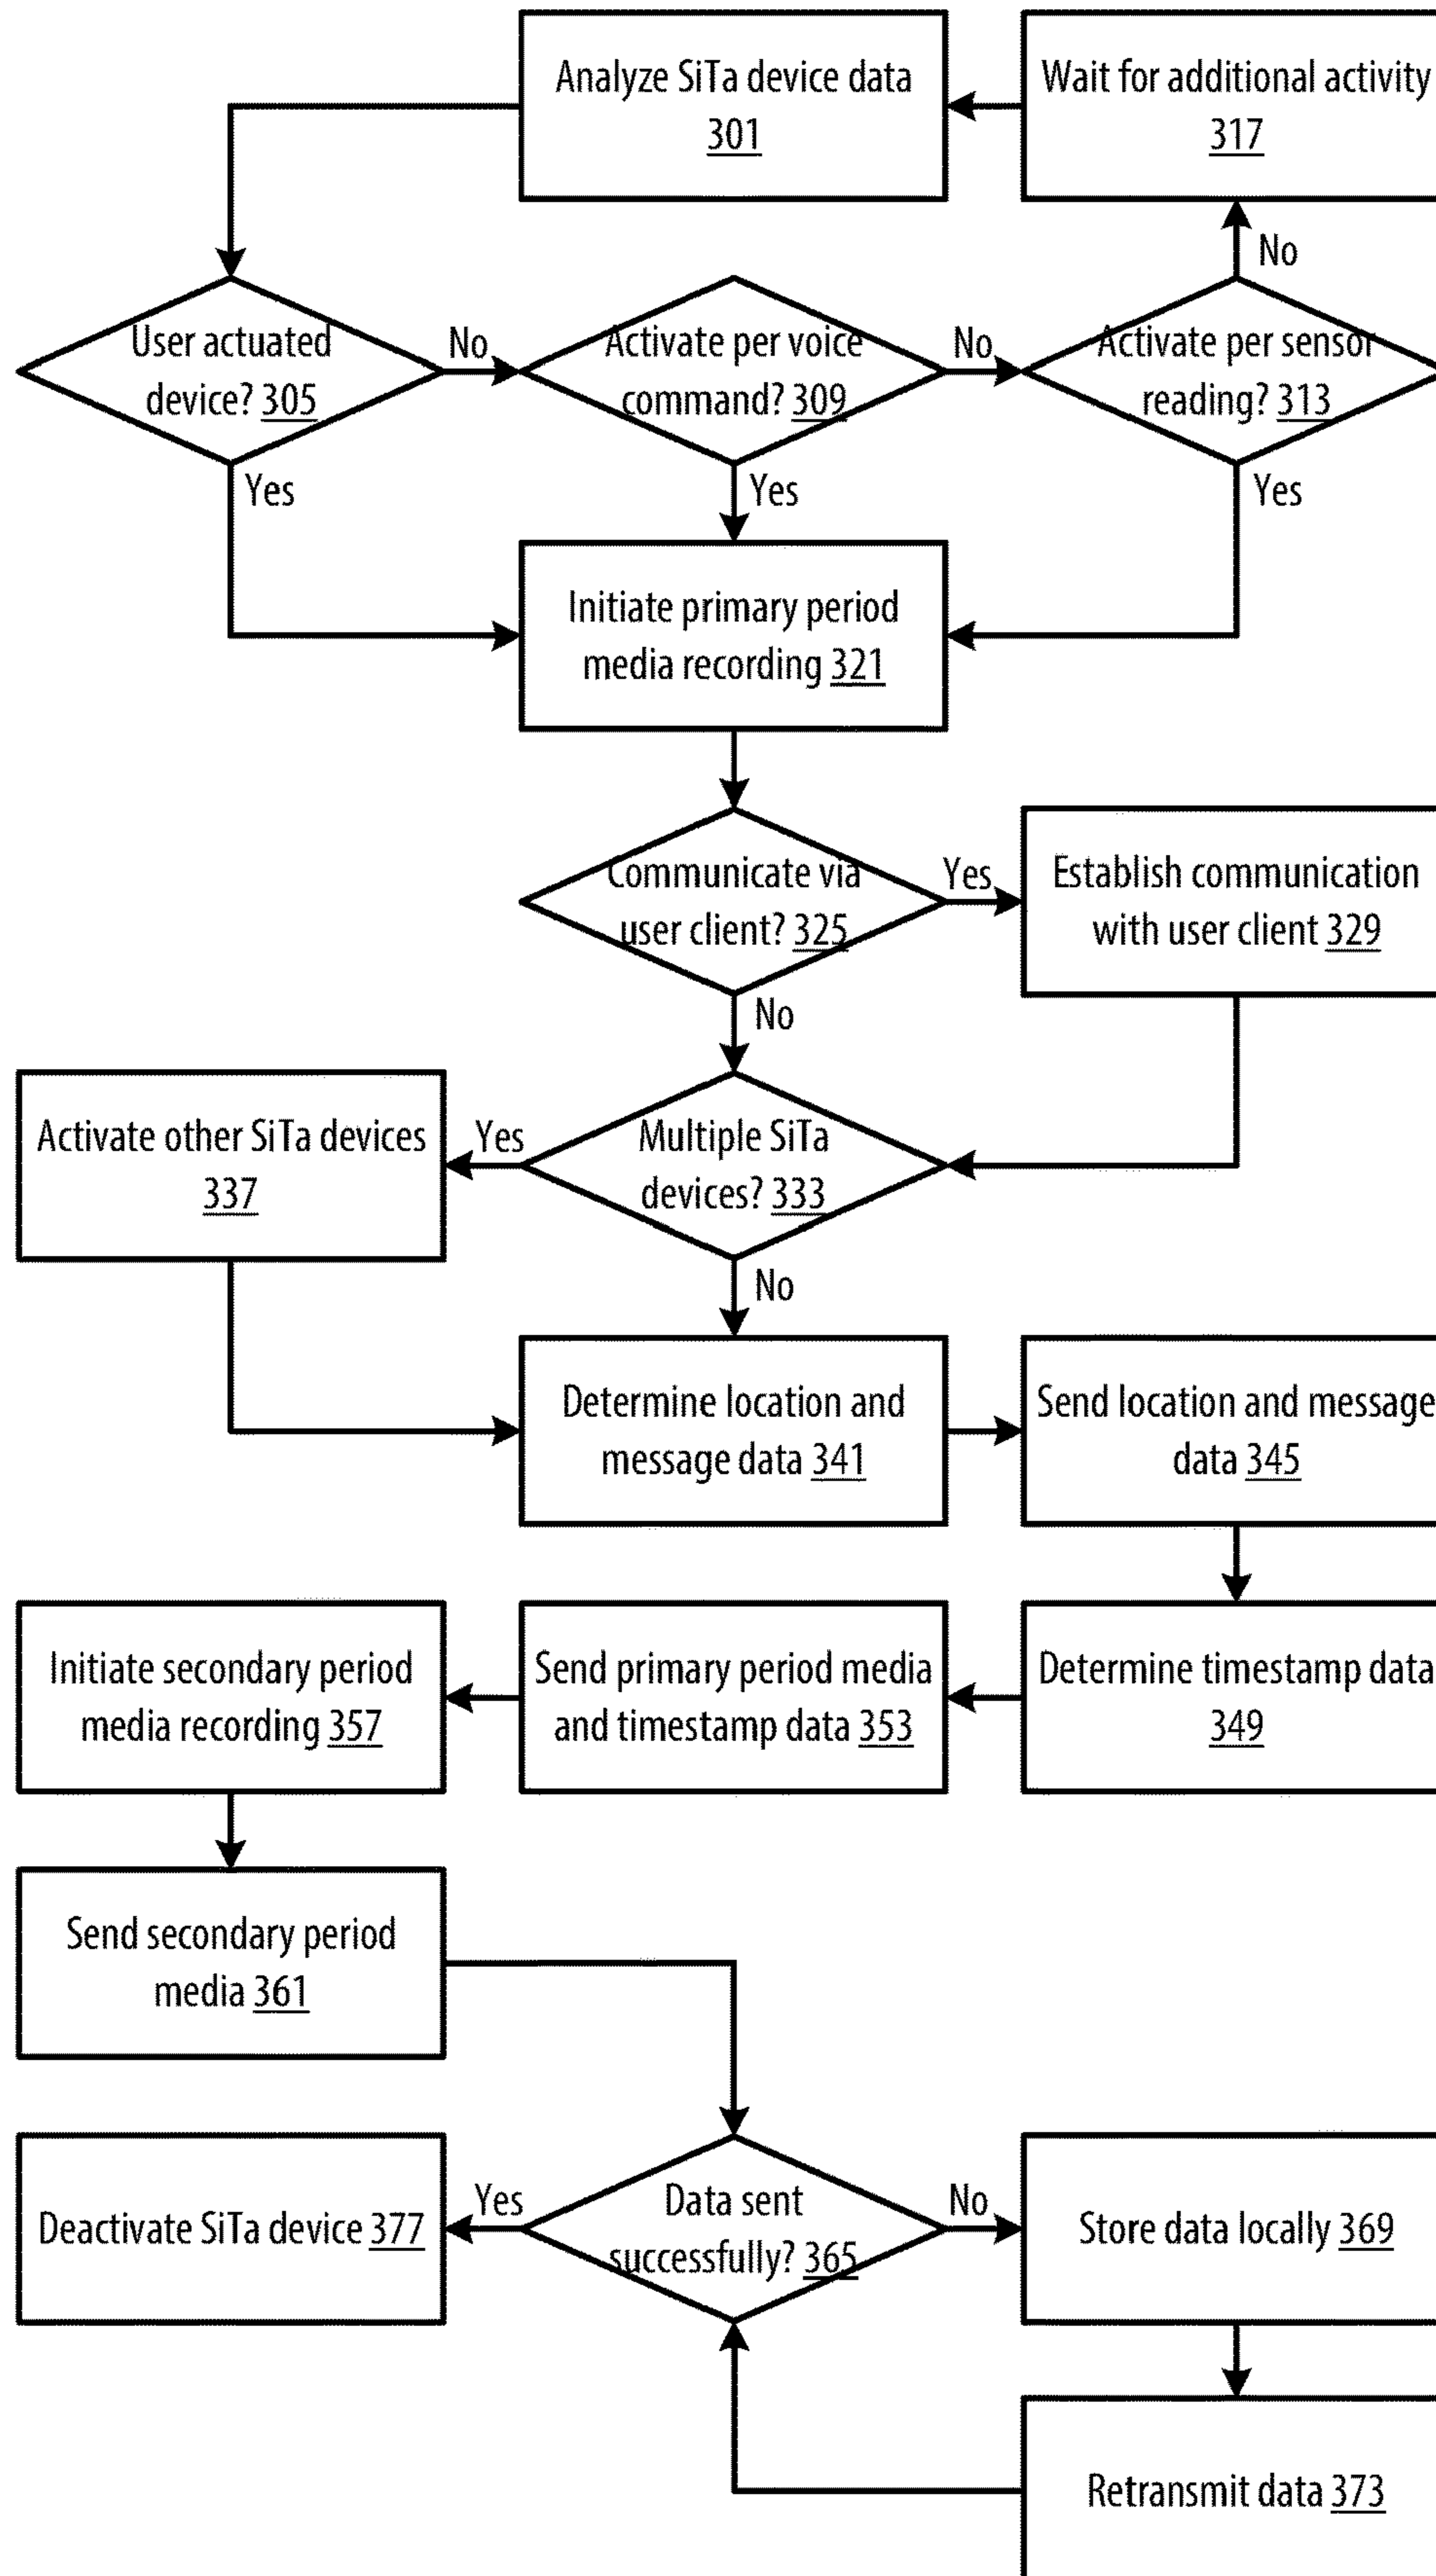 Analyze SiTa device data
301
Wait for additional activity
317
No
User actuated
device? 305
No
Activate per voice
command? 309
No
Activate per sensor
reading? 313
Yes
Yes
Yes
Initiate primary period
media recording 321
Communicate via
user client? 325
Yes
Establish communication
with user client 329
No
Activate other SiTa devices
337
Yes
Multiple SiTa
devices? 333
No
Determine location and
message data 341
Send location and message
data 345
Initiate secondary period
media recording 357
Send primary period media
and timestamp data 353
Determine timestamp data
349
Send secondary period
media 361
Deactivate SiTa device 377
Yes
Data sent
successfully? 365
No
Store data locally 369
Retransmit data 373